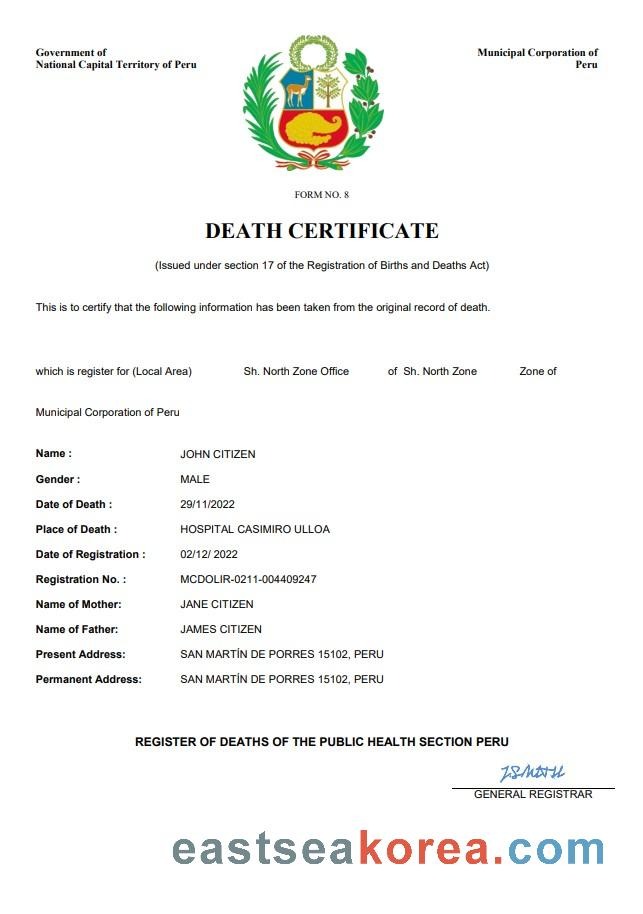 Government of
National Capital Territory of Peru
Municipal Corporation of
Peru
FORM NO. 8
DEATH CERTIFICATE
(Issued under section 17 of the Registration of Births and Deaths Act)
This is to certify that the following information has been taken from the original record of death.
which is register for (Local Area) Sh. North Zone Office of Sh. North Zone Zone of
Municipal Corporation of Peru
Name : JOHN CITIZEN
Gender : MALE
Date of Death : 29/11/2022
Place of Death : HOSPITAL CASIMIRO ULLOA
Date of Registration : 02/12/ 2022
Registration No. : MCDOLIR-0211-004409247
Name of Mother: JANE CITIZEN
Name of Father: JAMES CITIZEN
Present Address: SAN MARTÍN DE PORRES 15102, PERU
Permanent Address: SAN MARTÍN DE PORRES 15102, PERU
REGISTER OF DEATHS OF THE PUBLIC HEALTH SECTION PERU
GENERAL REGISTRAR
eastseakorea.com